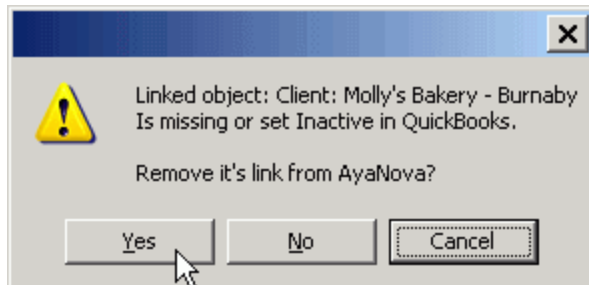 Linked object: Client: Molly's Bakery - Burnaby
Is missing or set Inactive in QuickBooks.
Remove it's link from AyaNova?
Yes
No
Cancel